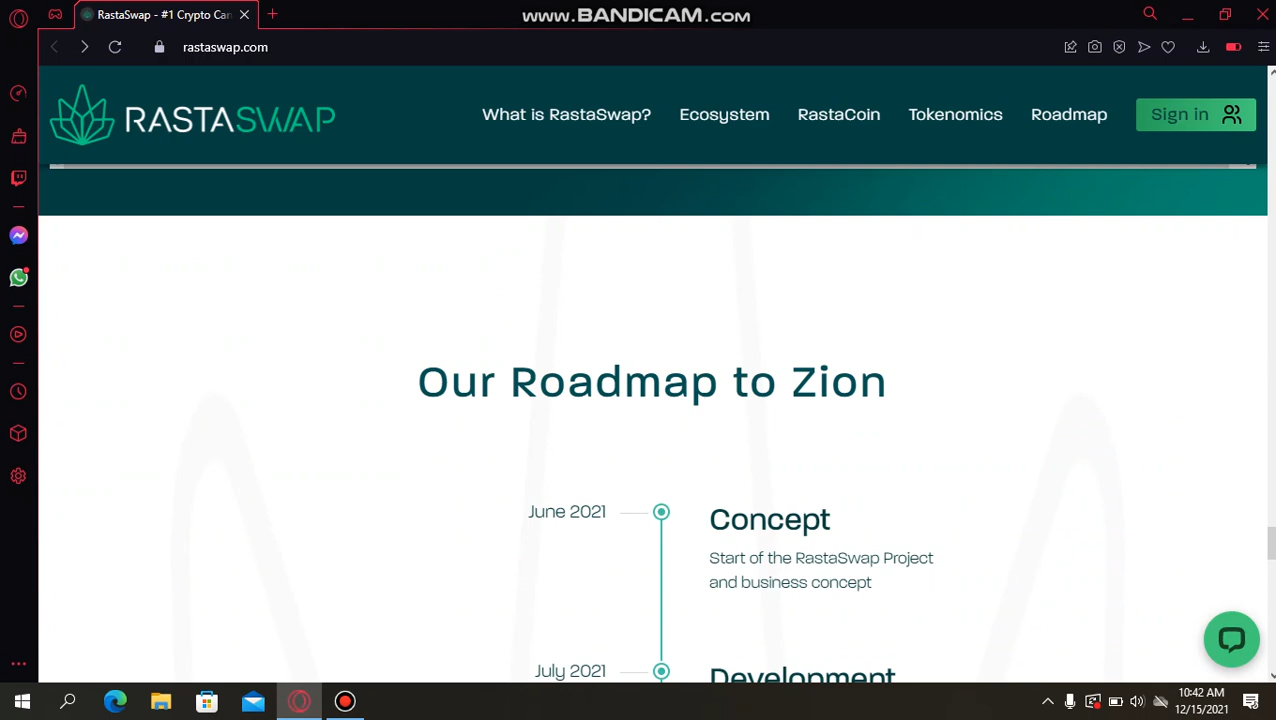 www.BANDICAM.com
RastaSwap - #1 Crypto Can
rastaswap.com
RASTASWAP
What is RastaSwap?
Ecosystem
RastaCoin
Tokenomics
Roadmap
Sign in
Our Roadmap to Zion
June 2021
Concept
Start of the RastaSwap Project
and business concept
July 2021
Development
10:42 AM
12/15/2021